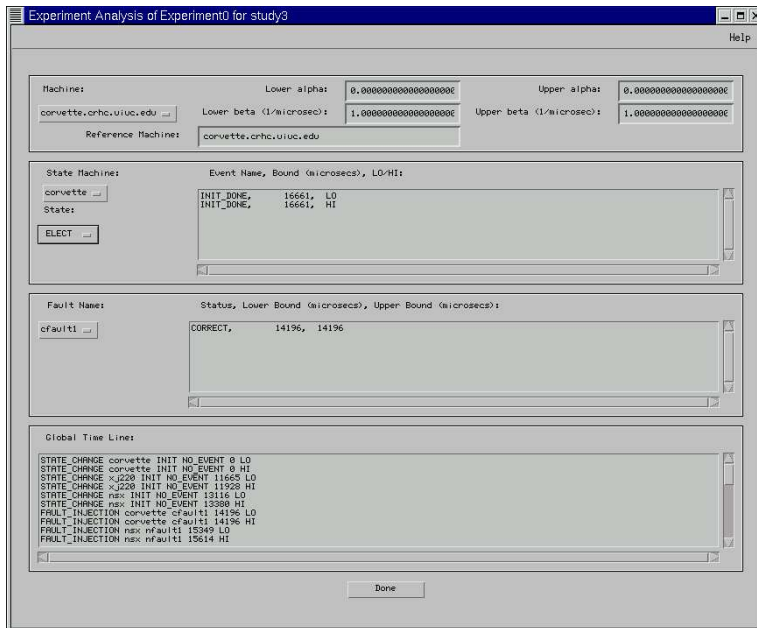 Experiment Analysis of Experiment0 for study3
Help
Machine: Lower alpha: 0.0000000000000000000 Upper alpha: 0.0000000000000000000
corvette.crhc.uiuc.edu Lower beta (1/microsec): 1.0000000000000000000 Upper beta (1/microsec): 1.0000000000000000000
Reference Machine: corvette.crhc.uiuc.edu
State Machine: Event Name, Bound (microsecs), LO/HI:
corvette
State:
ELECT
INIT_DONE, 16661, LO
INIT_DONE, 16661, HI
Fault Name: Status, Lower Bound (microsecs), Upper Bound (microsecs):
cfault1
CORRECT, 14196, 14196
Global Time Line:
STATE_CHANGE corvette INIT NO_EVENT 0 LO
STATE_CHANGE corvette INIT NO_EVENT 0 HI
STATE_CHANGE xj220 INIT NO_EVENT 11665 LO
STATE_CHANGE xj220 INIT NO_EVENT 11928 HI
STATE_CHANGE nsx INIT NO_EVENT 13116 LO
STATE_CHANGE nsx INIT NO_EVENT 13380 HI
FAULT_INJECTION corvette cfault1 14196 LO
FAULT_INJECTION corvette cfault1 14196 HI
FAULT_INJECTION nsx nfault1 15349 LO
FAULT_INJECTION nsx nfault1 15614 HI
Done